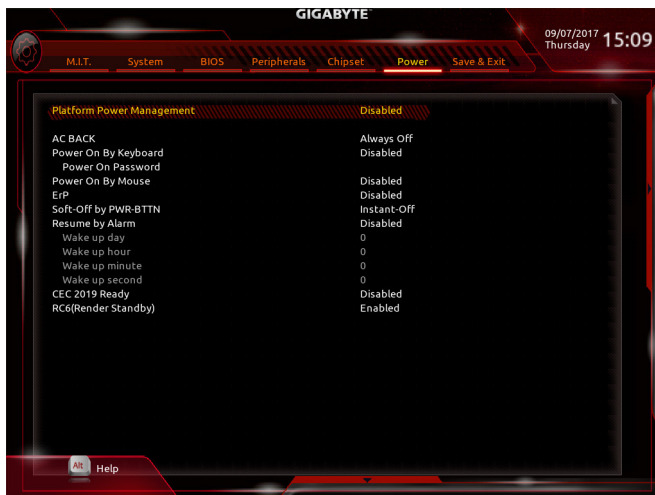 GIGABYTE™
09/07/2017 Thursday 15:09
M.I.T. System BIOS Peripherals Chipset Power Save & Exit
Platform Power Management Disabled
AC BACK Always Off
Power On By Keyboard Disabled
Power On Password
Power On By Mouse Disabled
ErP Disabled
Soft-Off by PWR-BTTN Instant-Off
Resume by Alarm Disabled
Wake up day 0
Wake up hour 0
Wake up minute 0
Wake up second 0
CEC 2019 Ready Disabled
RC6(Render Standby) Enabled
Alt Help